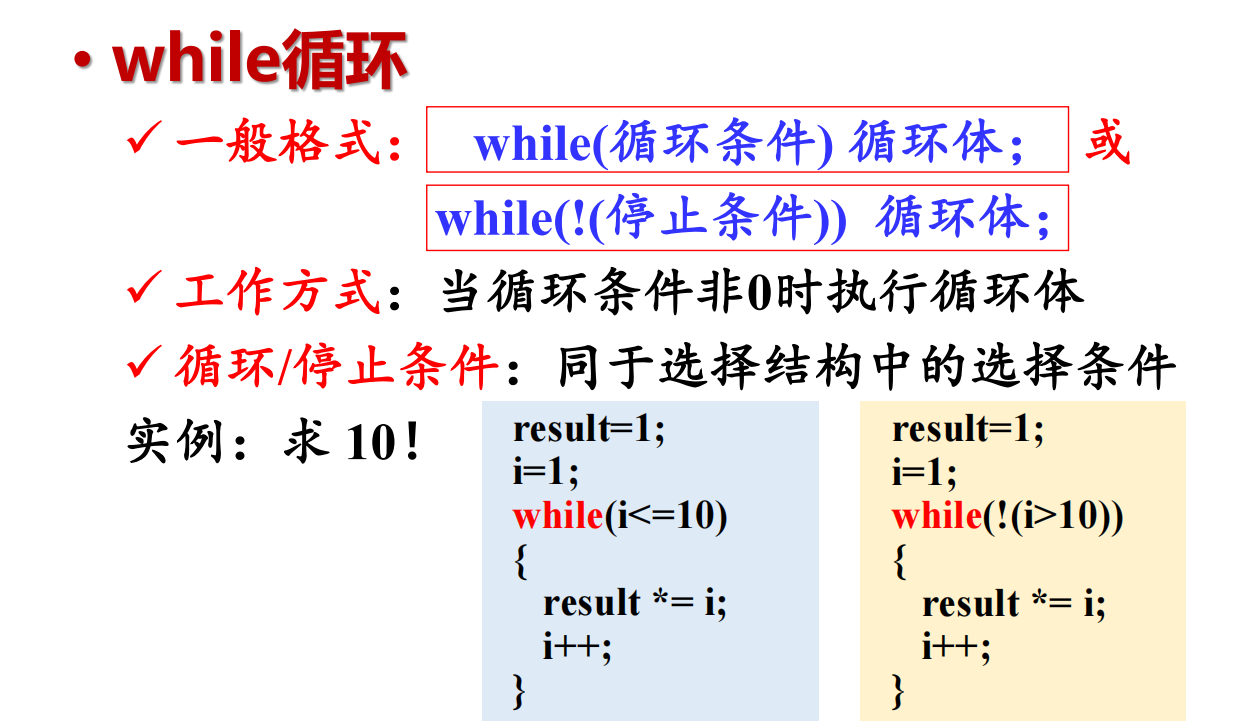 • while循环
✓ 一般格式： while(循环条件) 循环体； 或
while(!(停止条件)) 循环体；
✓ 工作方式：当循环条件非0时执行循环体
✓ 循环/停止条件：同于选择结构中的选择条件
实例：求 10！
result=1;
i=1;
while(i<=10)
{
result *= i;
i++;
}
result=1;
i=1;
while(!(i>10))
{
result *= i;
i++;
}